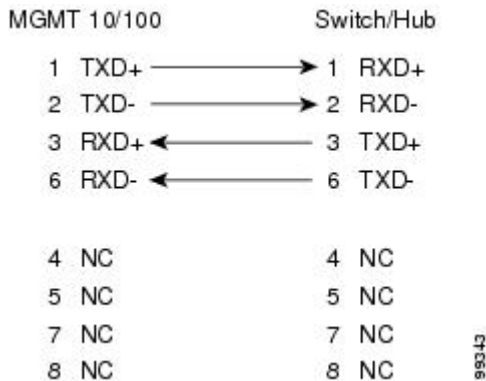 MGMT 10/100 Switch/Hub
1 TXD+ 1 RXD+
2 TXD- 2 RXD-
3 RXD+ 3 TXD+
6 RXD- 6 TXD-
4 NC 4 NC
5 NC 5 NC
7 NC 7 NC
8 NC 8 NC
99343